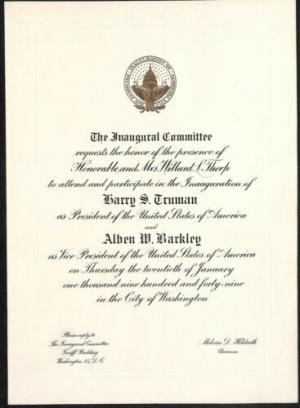 The Inaugural Committee
requests the honor of the presence of
Honorable and Mrs Willard L. Thorp
to attend and participate in the Inauguration of
Harry S. Truman
as President of the United States of America
and
Alben W. Barkley
as Vice President of the United States of America
on Thursday the twentieth of January
one thousand nine hundred and forty-nine
in the City of Washington
Please reply to
The Inaugural Committee
Tariff Building
Washington 25, D. C.
Melvin D. Hildreth
Chairman